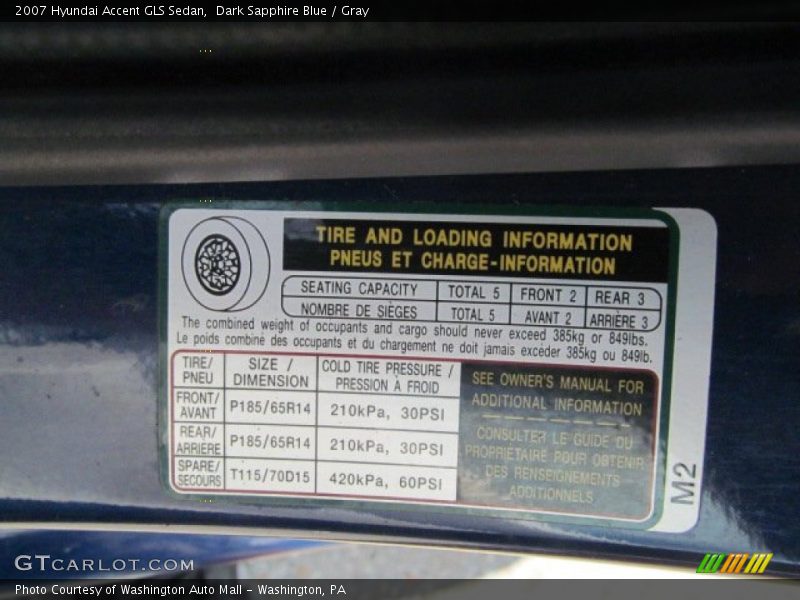 2007 Hyundai Accent GLS Sedan,  Dark Sapphire Blue / Gray
TIRE AND LOADING INFORMATION
PNEUS ET CHARGE-INFORMATION
SEATING CAPACITY TOTAL 5 FRONT 2 REAR 3
NOMBRE DE SIÈGES TOTAL 5 AVANT 2 ARRIÈRE 3
The combined weight of occupants and cargo should never exceed 385kg or 849lbs.
Le poids combiné des occupants et du chargement ne doit jamais excéder 385kg ou 849lb.
TIRE/ PNEU SIZE / DIMENSION COLD TIRE PRESSURE / PRESSION À FROID
FRONT/ AVANT P185/65R14 210kPa, 30PSI
REAR/ ARRIERE P185/65R14 210kPa, 30PSI
SPARE/ SECOURS T115/70D15 420kPa, 60PSI
SEE OWNER'S MANUAL FOR
ADDITIONAL INFORMATION
CONSULTER LE GUIDE DU
PROPRIÉTAIRE POUR OBTENIR
DES RENSEIGNEMENTS
ADDITIONNELS
M2
GTCARLOT.COM
Photo Courtesy of Washington Auto Mall - Washington, PA